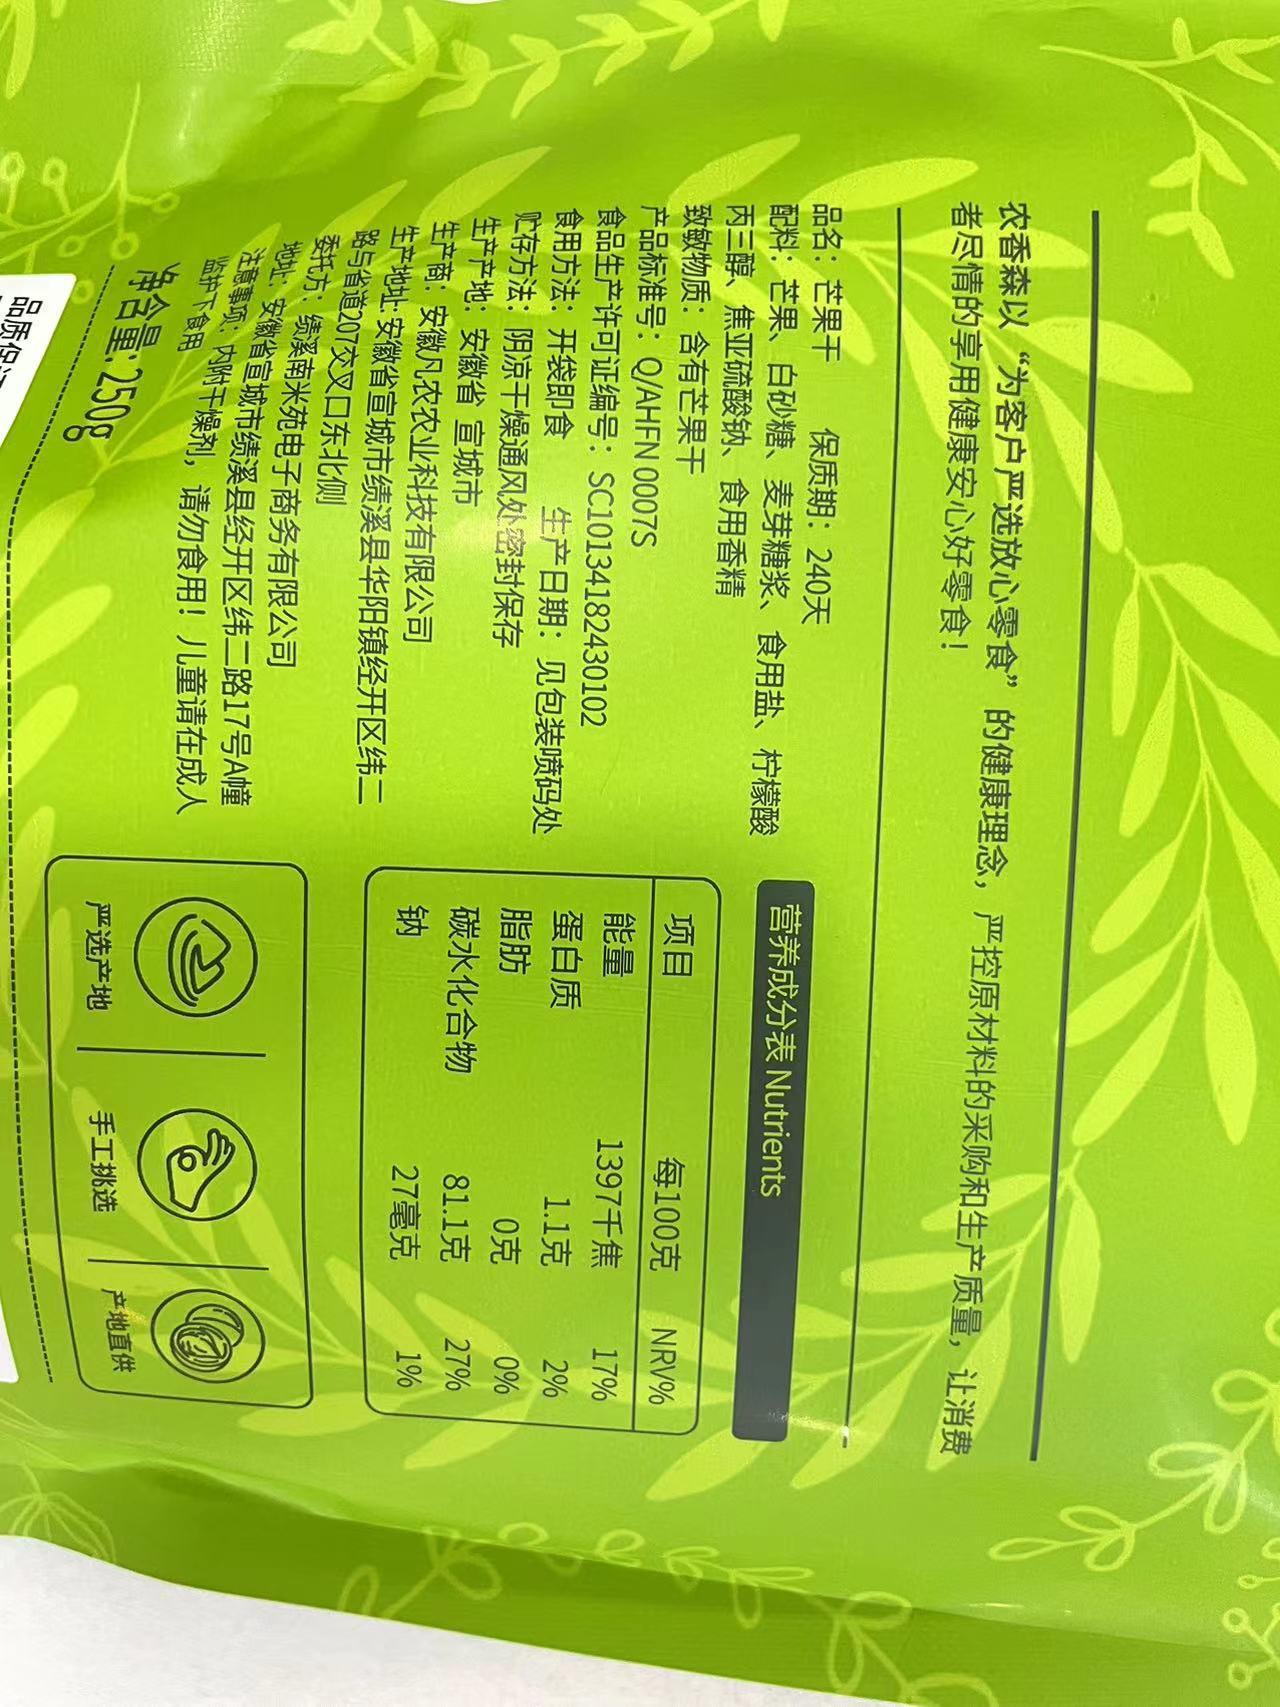 农香森以“为客户严选放心零食”的健康理念，严控原材料的采购和生产质量，让消费
者尽情的享用健康安心好零食！
品名：芒果干 保质期：240天
配料：芒果、白砂糖、麦芽糖浆、食用盐、柠檬酸
丙三醇、焦亚硫酸钠、食用香精
致敏物质：含有芒果干
产品标准号：Q/AHFN 0007S
食品生产许可证编号：SC10134182430102
食用方法：开袋即食 生产日期：见包装喷码处
贮存方法：阴凉干燥通风处密封保存
生产产地：安徽省 宣城市
生产商：安徽凡农农业科技有限公司
生产地址:安徽省宣城市绩溪县华阳镇经开区纬二
路与省道207交叉口东北侧
委托方：绩溪南米苑电子商务有限公司
地址：安徽省宣城市绩溪县经开区纬二路17号A幢
注意事项：内附干燥剂，请勿食用！儿童请在成人
监护下食用
净含量:250g
营养成分表 Nutrients
项目 每100克 NRV%
能量 1397千焦 17%
蛋白质 1.1克 2%
脂肪 0克 0%
碳水化合物 81.1克 27%
钠 27毫克 1%
严选产地
手工挑选
产地直供
品质保